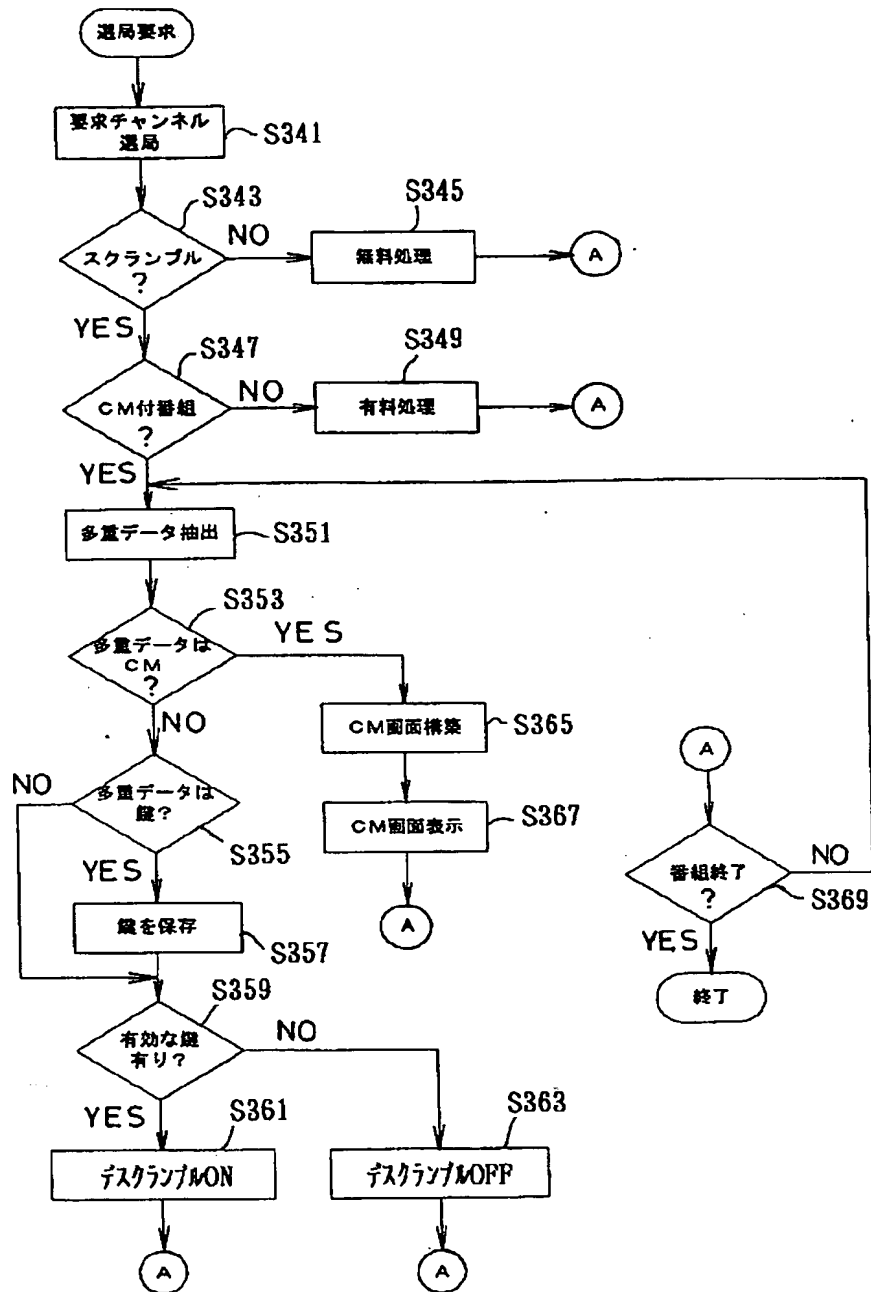 選局要求
要求チャンネル
選局
S341
S343
スクランブル
?
NO
S345
無料処理
A
YES
S347
CM付番組
?
NO
S349
有料処理
A
YES
多重データ抽出
S351
S353
多重データは
CM
?
YES
NO
CM画面構築
S365
CM画面表示
S367
A
NO
多重データは
鍵?
S355
YES
鍵を保存
S357
S359
有効な鍵
有り?
NO
YES
S361
デスクランブルON
A
S363
デスクランブルOFF
A
A
番組終了
?
NO
S369
YES
終了